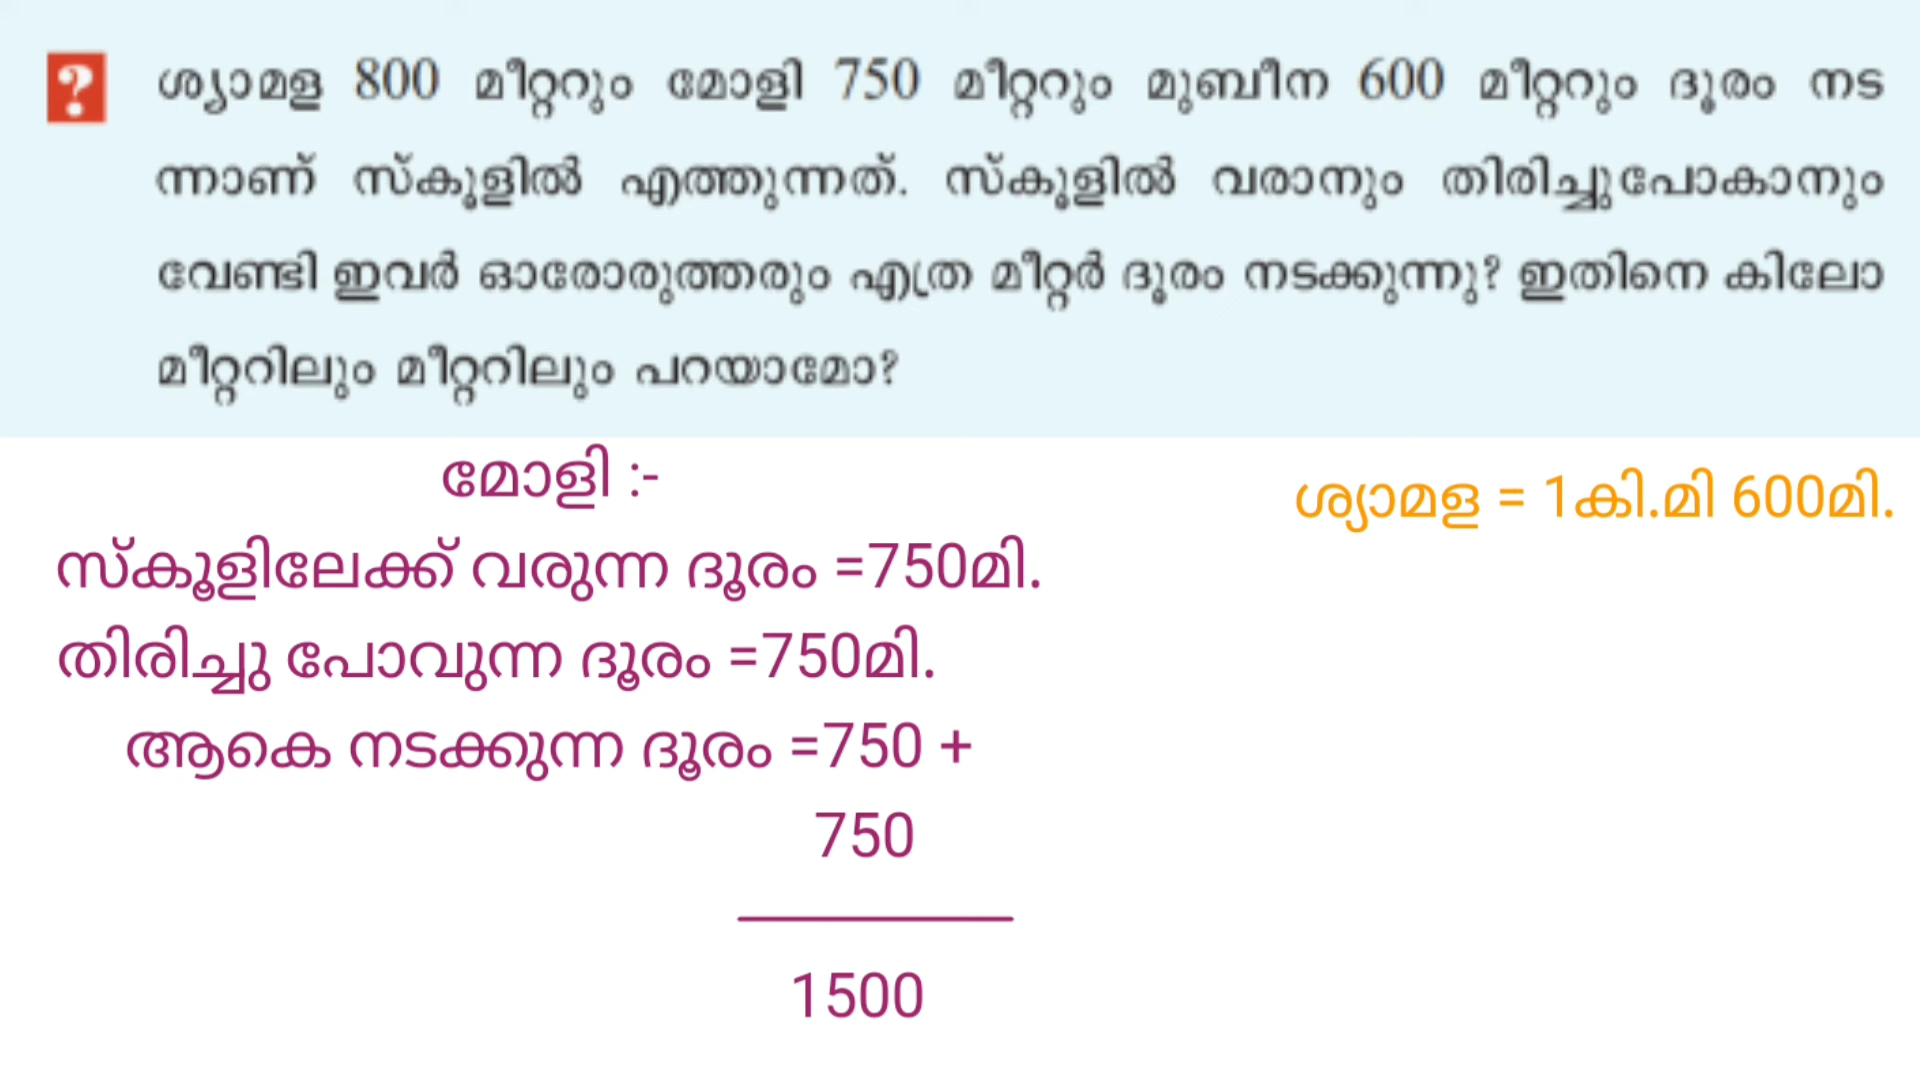 ? ശ്യാമള 800 മീറ്ററും മോളി 750 മീറ്ററും മുബീന 600 മീറ്ററും ദൂരം നട
ന്നാണ് സ്കൂളിൽ എത്തുന്നത്. സ്കൂളിൽ വരാനും തിരിച്ചുപോകാനും
വേണ്ടി ഇവർ ഓരോരുത്തരും എത്ര മീറ്റർ ദൂരം നടക്കുന്നു? ഇതിനെ കിലോ
മീറ്ററിലും മീറ്ററിലും പറയാമോ?
മോളി :-
സ്കൂളിലേക്ക് വരുന്ന ദൂരം =750മി.
തിരിച്ചു പോവുന്ന ദൂരം =750മി.
ആകെ നടക്കുന്ന ദൂരം =750 +
750
1500
ശ്യാമള = 1കി.മി 600മി.